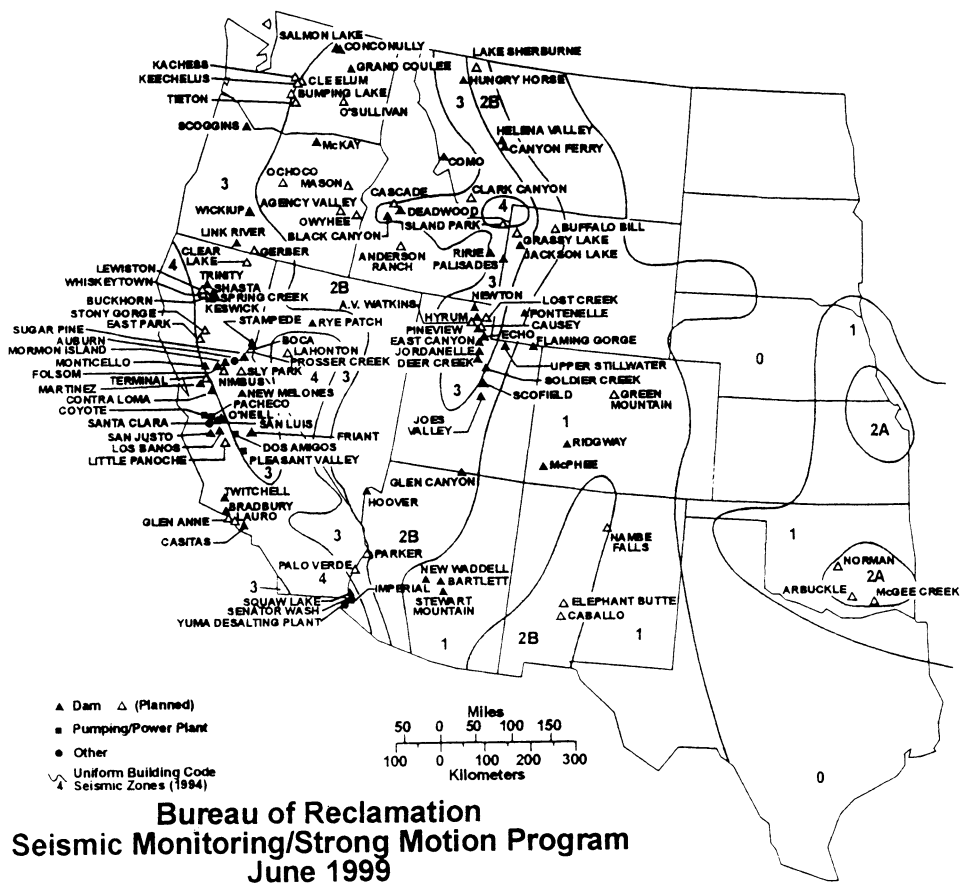 SALMON LAKE
CONCONULLY
LAKE SHERBURNE
KACHESS
GRAND COULEE
KEECHELUS
CLE ELUM
HUNGRY HORSE
BUMPING LAKE
TIETON
O'SULLIVAN
3
2B
SCOGGINS
HELENA VALLEY
McKAY
CANYON FERRY
COMO
OCHOCO
MASON
3
CASCADE
CLARK CANYON
AGENCY VALLEY
DEADWOOD
4
WICKIUP
OWYHEE
ISLAND PARK
BLACK CANYON
BUFFALO BILL
LINK RIVER
GRASSY LAKE
GERBER
ANDERSON
RANCH
RIRIE
JACKSON LAKE
CLEAR
LAKE
PALISADES
4
LEWISTON
TRINITY
3
WHISKEYTOWN
SHASTA
2B
BUCKHORN
SPRING CREEK
NEWTON
LOST CREEK
KESWICK
A.V. WATKINS
STONY GORGE
STAMPEDE
HYRUM
FONTENELLE
EAST PARK
RYE PATCH
PINEVIEW
CAUSEY
1
SUGAR PINE
EAST CANYON
ECHO
AUBURN
BOCA
JORDANELLE
FLAMING GORGE
MORMON ISLAND
LAHONTON
DEER CREEK
0
MONTICELLO
PROSSER CREEK
UPPER STILLWATER
FOLSOM
SLY PARK
4
3
SOLDIER CREEK
TERMINAL
NIMBUS
3
SCOFIELD
GREEN
MOUNTAIN
MARTINEZ
NEW MELONES
CONTRA LOMA
PACHECO
COYOTE
O'NEILL
JOES
VALLEY
1
SANTA CLARA
SAN LUIS
2A
SAN JUSTO
FRIANT
RIDGWAY
LOS BANOS
DOS AMIGOS
LITTLE PANOCHE
PLEASANT VALLEY
McPHEE
3
GLEN CANYON
TWITCHELL
HOOVER
BRADBURY
GLEN ANNE
LAURO
3
2B
1
CASITAS
NAMBE
FALLS
PARKER
NORMAN
PALO VERDE
NEW WADDELL
2A
4
BARTLETT
3
IMPERIAL
ARBUCKLE
McGEE CREEK
SQUAW LAKE
STEWART
MOUNTAIN
ELEPHANT BUTTE
SENATOR WASH
CABALLO
YUMA DESALTING PLANT
1
2B
1
▲ Dam △ (Planned)
■ Pumping/Power Plant
● Other
Uniform Building Code
4 Seismic Zones (1994)
Miles
50 0 50 100 150
100 0 100 200 300
Kilometers
0
Bureau of Reclamation
Seismic Monitoring/Strong Motion Program
June 1999